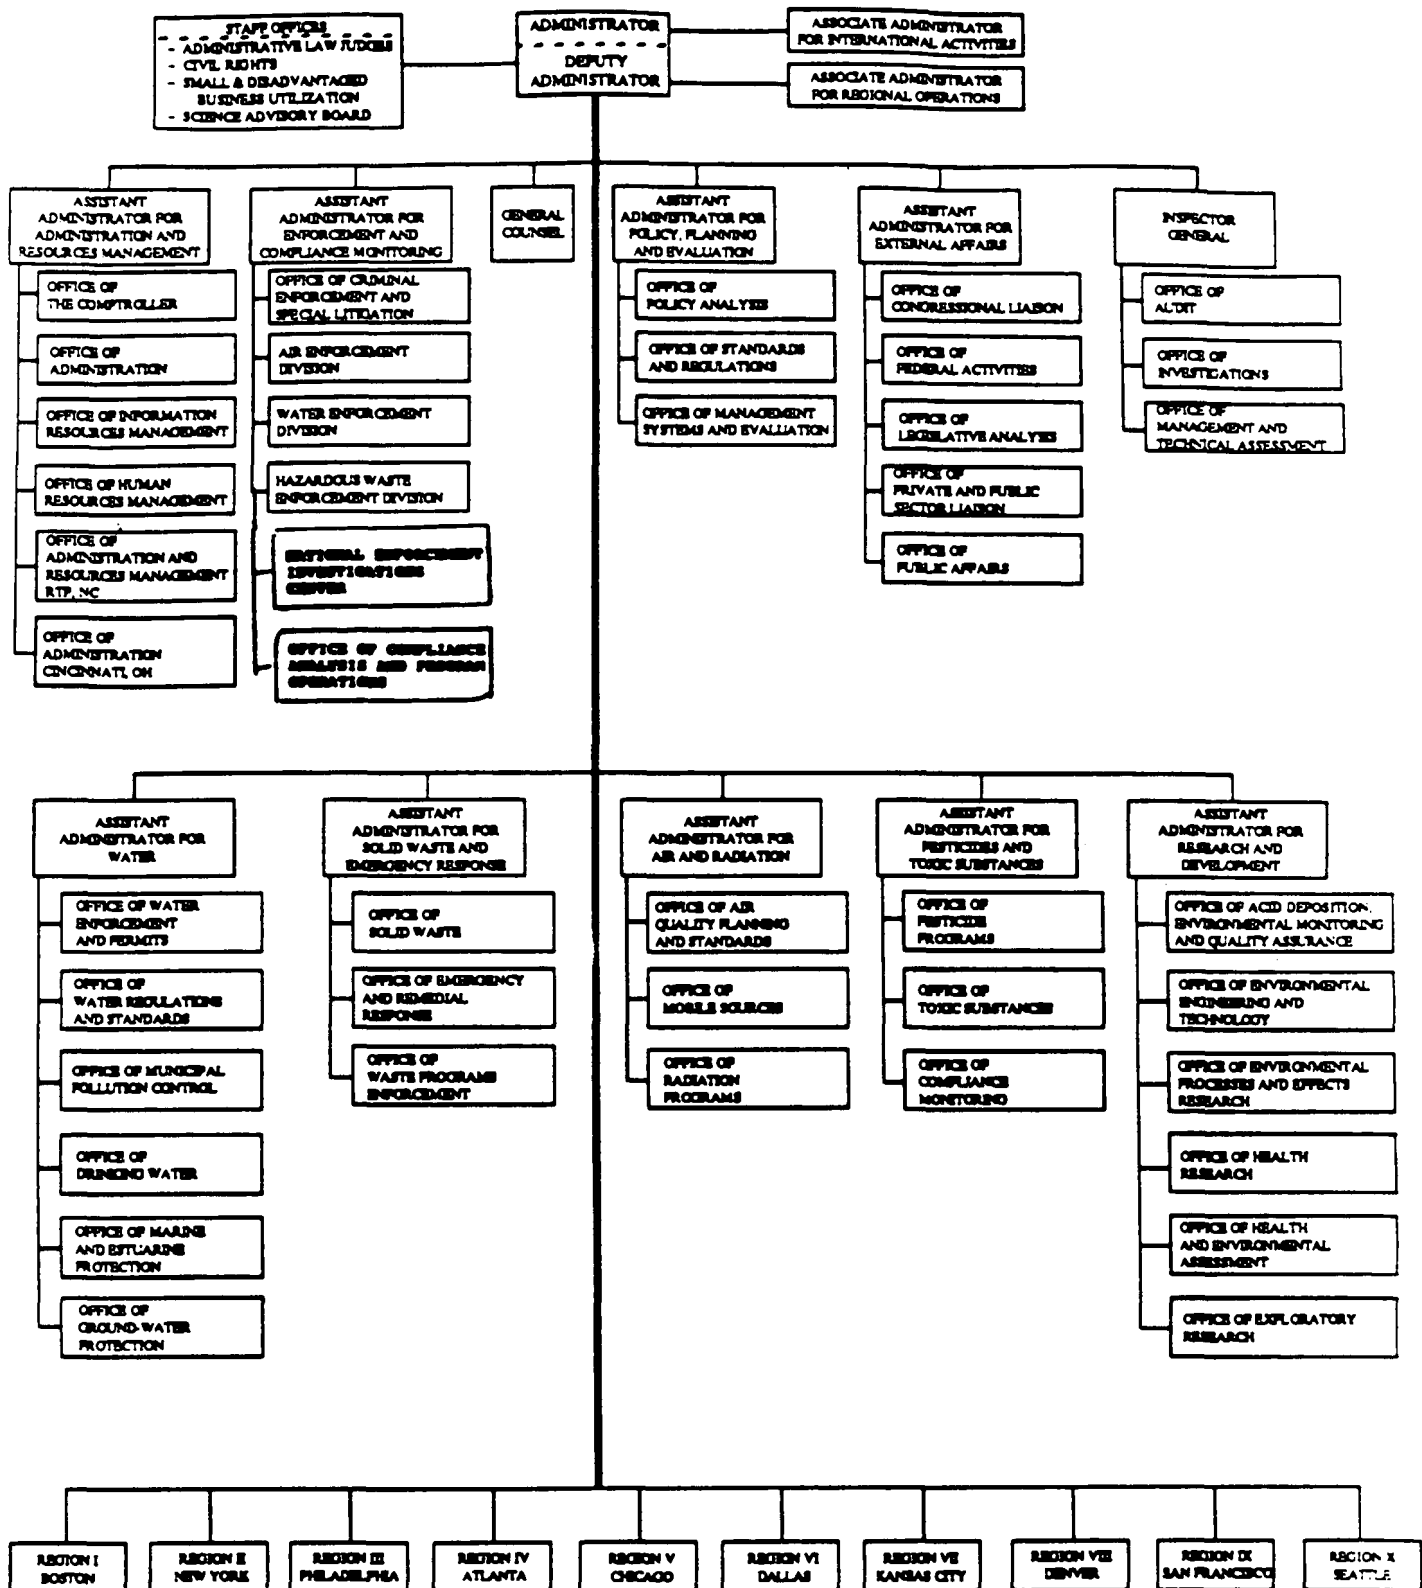 STAFF OFFICES
- ADMINISTRATIVE LAW JUDGES
- CIVIL RIGHTS
- SMALL & DISADVANTAGED
BUSINESS UTILIZATION
- SCIENCE ADVISORY BOARD
ADMINISTRATOR
DEPUTY
ADMINISTRATOR
ASSOCIATE ADMINISTRATOR
FOR INTERNATIONAL ACTIVITIES
ASSOCIATE ADMINISTRATOR
FOR REGIONAL OPERATIONS
ASSISTANT
ADMINISTRATOR FOR
ADMINISTRATION AND
RESOURCES MANAGEMENT
OFFICE OF
THE COMPTROLLER
OFFICE OF
ADMINISTRATION
OFFICE OF INFORMATION
RESOURCES MANAGEMENT
OFFICE OF HUMAN
RESOURCES MANAGEMENT
OFFICE OF
ADMINISTRATION AND
RESOURCES MANAGEMENT
RTP, NC
OFFICE OF
ADMINISTRATION
CINCINNATI, OH
ASSISTANT
ADMINISTRATOR FOR
ENFORCEMENT AND
COMPLIANCE MONITORING
OFFICE OF CRIMINAL
ENFORCEMENT AND
SPECIAL LITIGATION
AIR ENFORCEMENT
DIVISION
WATER ENFORCEMENT
DIVISION
HAZARDOUS WASTE
ENFORCEMENT DIVISION
NATIONAL ENFORCEMENT
INVESTIGATIONS
CENTER
OFFICE OF COMPLIANCE
ANALYSIS AND PROGRAM
OPERATIONS
GENERAL
COUNSEL
ASSISTANT
ADMINISTRATOR FOR
POLICY, PLANNING
AND EVALUATION
OFFICE OF
POLICY ANALYSIS
OFFICE OF STANDARDS
AND REGULATIONS
OFFICE OF MANAGEMENT
SYSTEMS AND EVALUATION
ASSISTANT
ADMINISTRATOR FOR
EXTERNAL AFFAIRS
OFFICE OF
CONGRESSIONAL LIAISON
OFFICE OF
FEDERAL ACTIVITIES
OFFICE OF
LEGISLATIVE ANALYSIS
OFFICE OF
PRIVATE AND PUBLIC
SECTOR LIAISON
OFFICE OF
PUBLIC AFFAIRS
INSPECTOR
GENERAL
OFFICE OF
AUDIT
OFFICE OF
INVESTIGATIONS
OFFICE OF
MANAGEMENT AND
TECHNICAL ASSESSMENT
ASSISTANT
ADMINISTRATOR FOR
WATER
OFFICE OF WATER
ENFORCEMENT
AND PERMITS
OFFICE OF
WATER REGULATIONS
AND STANDARDS
OFFICE OF MUNICIPAL
POLLUTION CONTROL
OFFICE OF
DRINKING WATER
OFFICE OF MARINE
AND ESTUARINE
PROTECTION
OFFICE OF
GROUND-WATER
PROTECTION
ASSISTANT
ADMINISTRATOR FOR
SOLID WASTE AND
EMERGENCY RESPONSE
OFFICE OF
SOLID WASTE
OFFICE OF EMERGENCY
AND REMEDIAL
RESPONSE
OFFICE OF
WASTE PROGRAMS
ENFORCEMENT
ASSISTANT
ADMINISTRATOR FOR
AIR AND RADIATION
OFFICE OF AIR
QUALITY PLANNING
AND STANDARDS
OFFICE OF
MOBILE SOURCES
OFFICE OF
RADIATION
PROGRAMS
ASSISTANT
ADMINISTRATOR FOR
PESTICIDES AND
TOXIC SUBSTANCES
OFFICE OF
PESTICIDE
PROGRAMS
OFFICE OF
TOXIC SUBSTANCES
OFFICE OF
COMPLIANCE
MONITORING
ASSISTANT
ADMINISTRATOR FOR
RESEARCH AND
DEVELOPMENT
OFFICE OF ACID DEPOSITION,
ENVIRONMENTAL MONITORING
AND QUALITY ASSURANCE
OFFICE OF ENVIRONMENTAL
ENGINEERING AND
TECHNOLOGY
OFFICE OF ENVIRONMENTAL
PROCESSES AND EFFECTS
RESEARCH
OFFICE OF HEALTH
RESEARCH
OFFICE OF HEALTH
AND ENVIRONMENTAL
ASSESSMENT
OFFICE OF EXPLORATORY
RESEARCH
REGION I
BOSTON
REGION II
NEW YORK
REGION III
PHILADELPHIA
REGION IV
ATLANTA
REGION V
CHICAGO
REGION VI
DALLAS
REGION VII
KANSAS CITY
REGION VIII
DENVER
REGION IX
SAN FRANCISCO
REGION X
SEATTLE